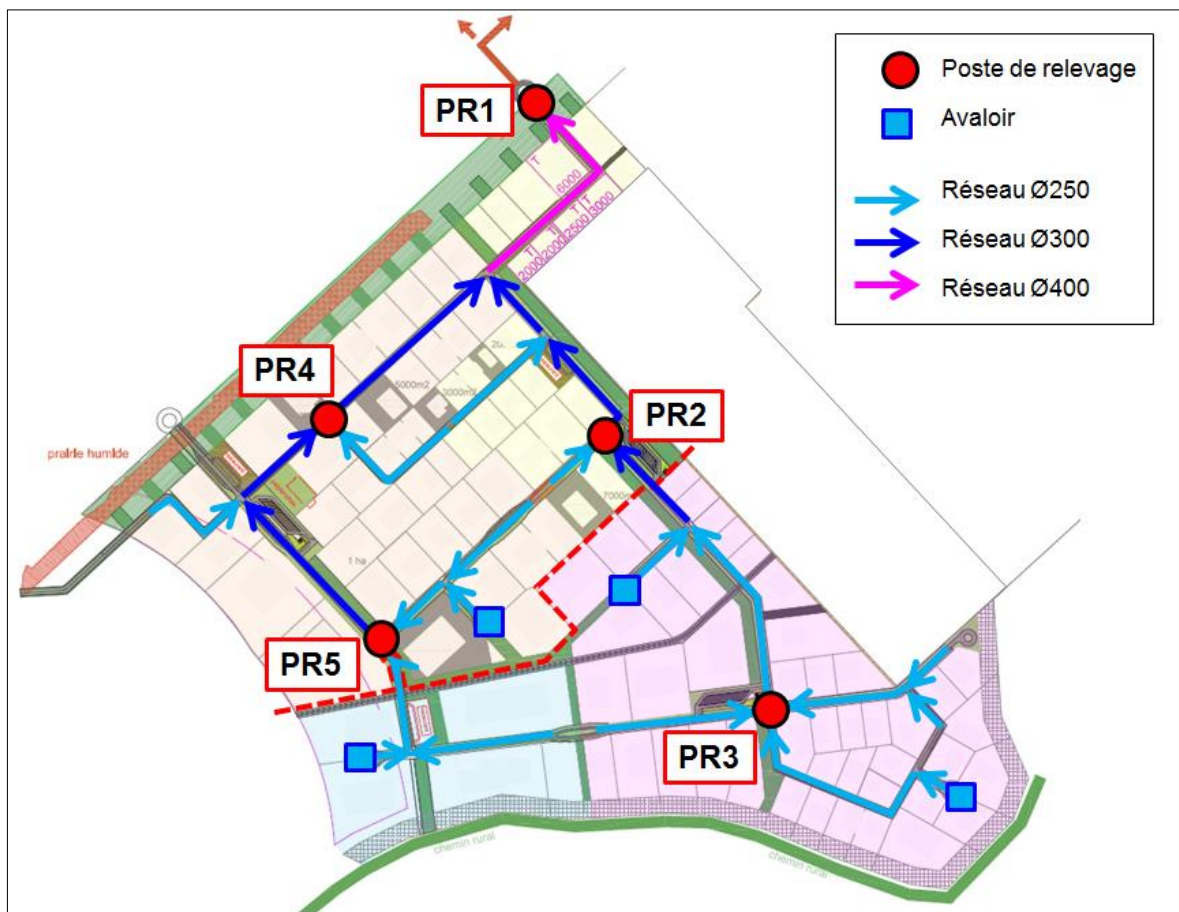 PR1
Poste de relevage
Avaloir
Réseau Ø250
Réseau Ø300
Réseau Ø400
T
6000
T
3000
T
2500
T
2000
T
2000
PR4
5000m2
3000m2
PR2
prairie humide
1 ha
PR5
PR3
chemin rural
chemin rural